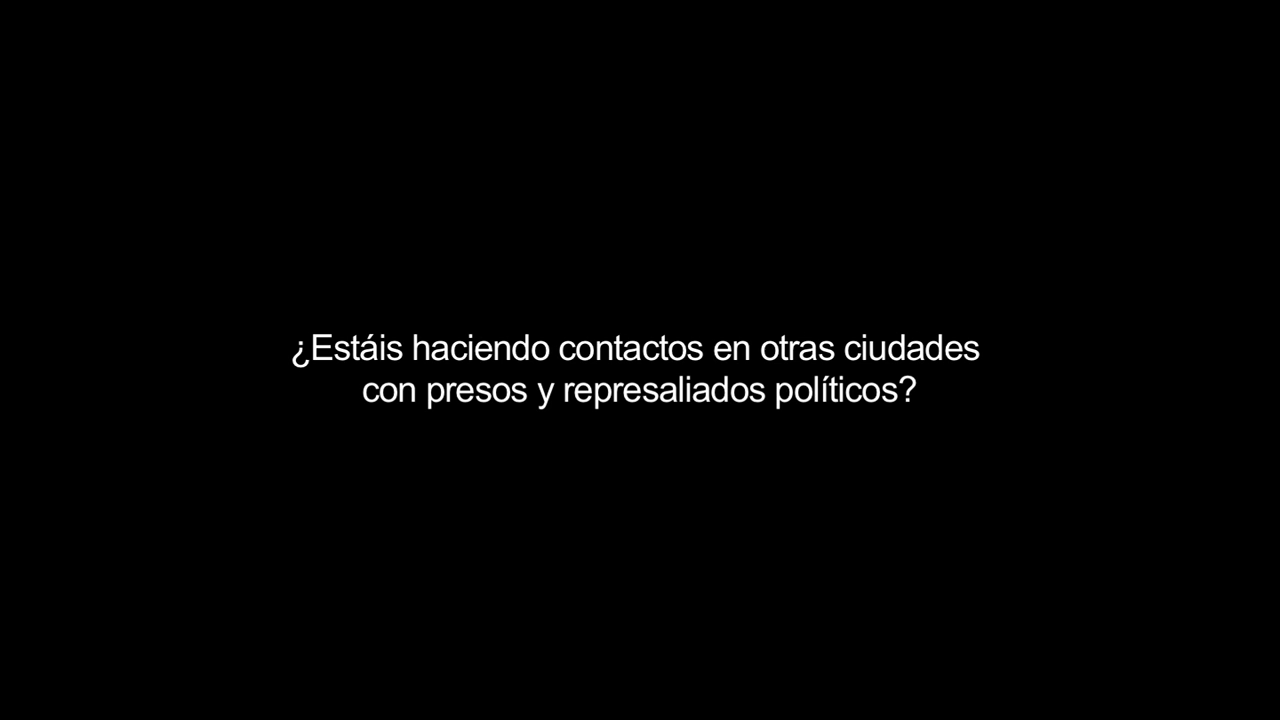 ¿Estáis haciendo contactos en otras ciudades
con presos y represaliados políticos?